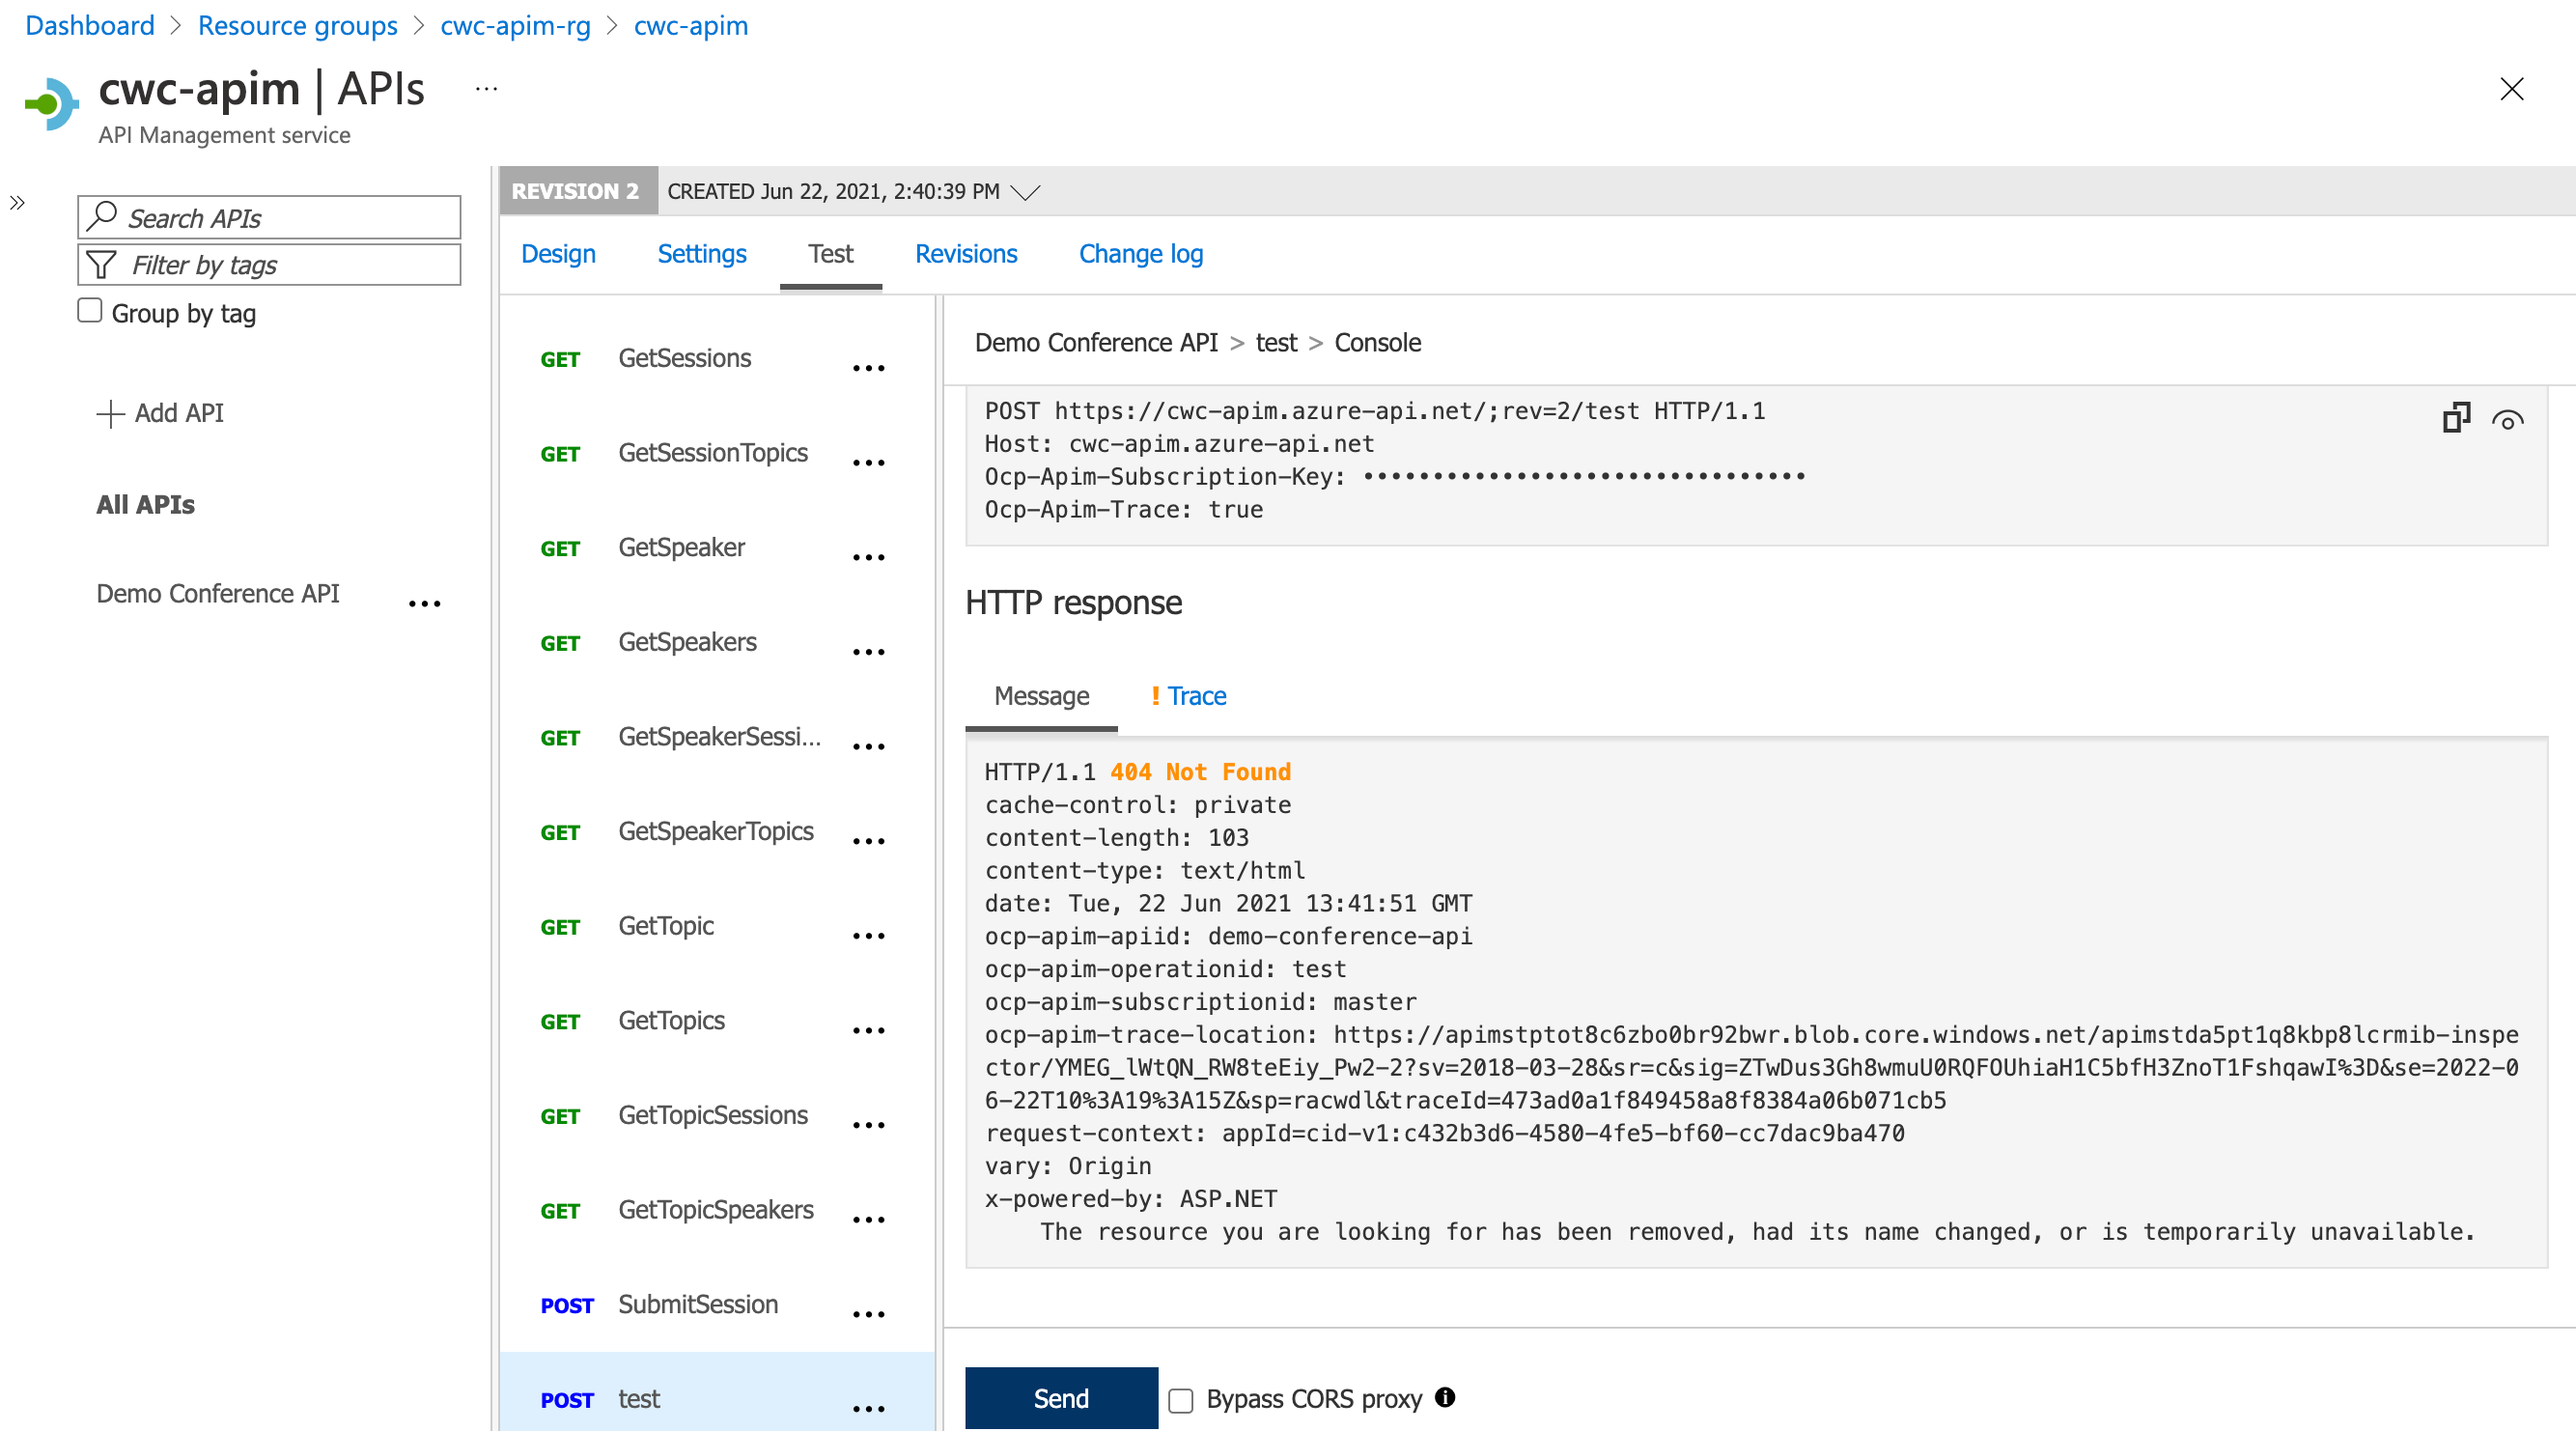 Dashboard > Resource groups > cwc-apim-rg > cwc-apim
cwc-apim | APIs ...
API Management service
Search APIs
Filter by tags
Group by tag
+ Add API
All APIs
Demo Conference API ...
REVISION 2 CREATED Jun 22, 2021, 2:40:39 PM
Design Settings Test Revisions Change log
GET GetSessions ...
GET GetSessionTopics ...
GET GetSpeaker ...
GET GetSpeakers ...
GET GetSpeakerSessi... ...
GET GetSpeakerTopics ...
GET GetTopic ...
GET GetTopics ...
GET GetTopicSessions ...
GET GetTopicSpeakers ...
POST SubmitSession ...
POST test ...
Demo Conference API > test > Console
POST https://cwc-apim.azure-api.net/;rev=2/test HTTP/1.1
Host: cwc-apim.azure-api.net
Ocp-Apim-Subscription-Key: ••••••••••••••••••••••••••••••••
Ocp-Apim-Trace: true
HTTP response
Message ! Trace
HTTP/1.1 404 Not Found
cache-control: private
content-length: 103
content-type: text/html
date: Tue, 22 Jun 2021 13:41:51 GMT
ocp-apim-apiid: demo-conference-api
ocp-apim-operationid: test
ocp-apim-subscriptionid: master
ocp-apim-trace-location: https://apimstptot8c6zbo0br92bwr.blob.core.windows.net/apimstda5pt1q8kbp8lcrmib-inspe
ctor/YMEG_lWtQN_RW8teEiy_Pw2-2?sv=2018-03-28&sr=c&sig=ZTwDus3Gh8wmuU0RQFOUhiaH1C5bfH3ZnoT1FshqawI%3D&se=2022-0
6-22T10%3A19%3A15Z&sp=racwdl&traceId=473ad0a1f849458a8f8384a06b071cb5
request-context: appId=cid-v1:c432b3d6-4580-4fe5-bf60-cc7dac9ba470
vary: Origin
x-powered-by: ASP.NET
The resource you are looking for has been removed, had its name changed, or is temporarily unavailable.
Send Bypass CORS proxy